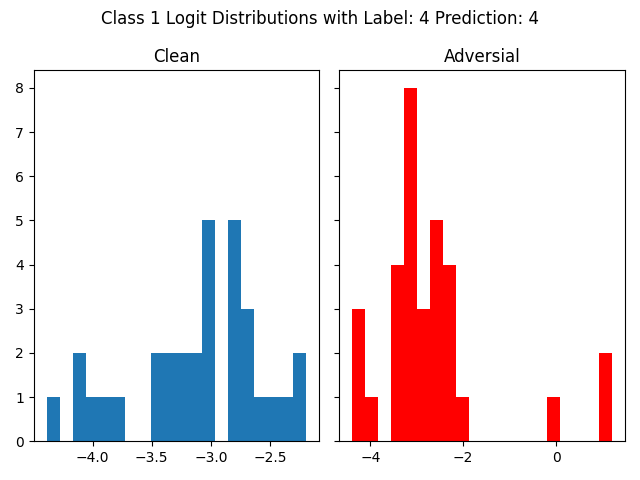 Class 1 Logit Distributions with Label: 4 Prediction: 4
Clean
Adversial
8
7
6
5
4
3
2
1
0
−4.0 −3.5 −3.0 −2.5
−4 −2 0